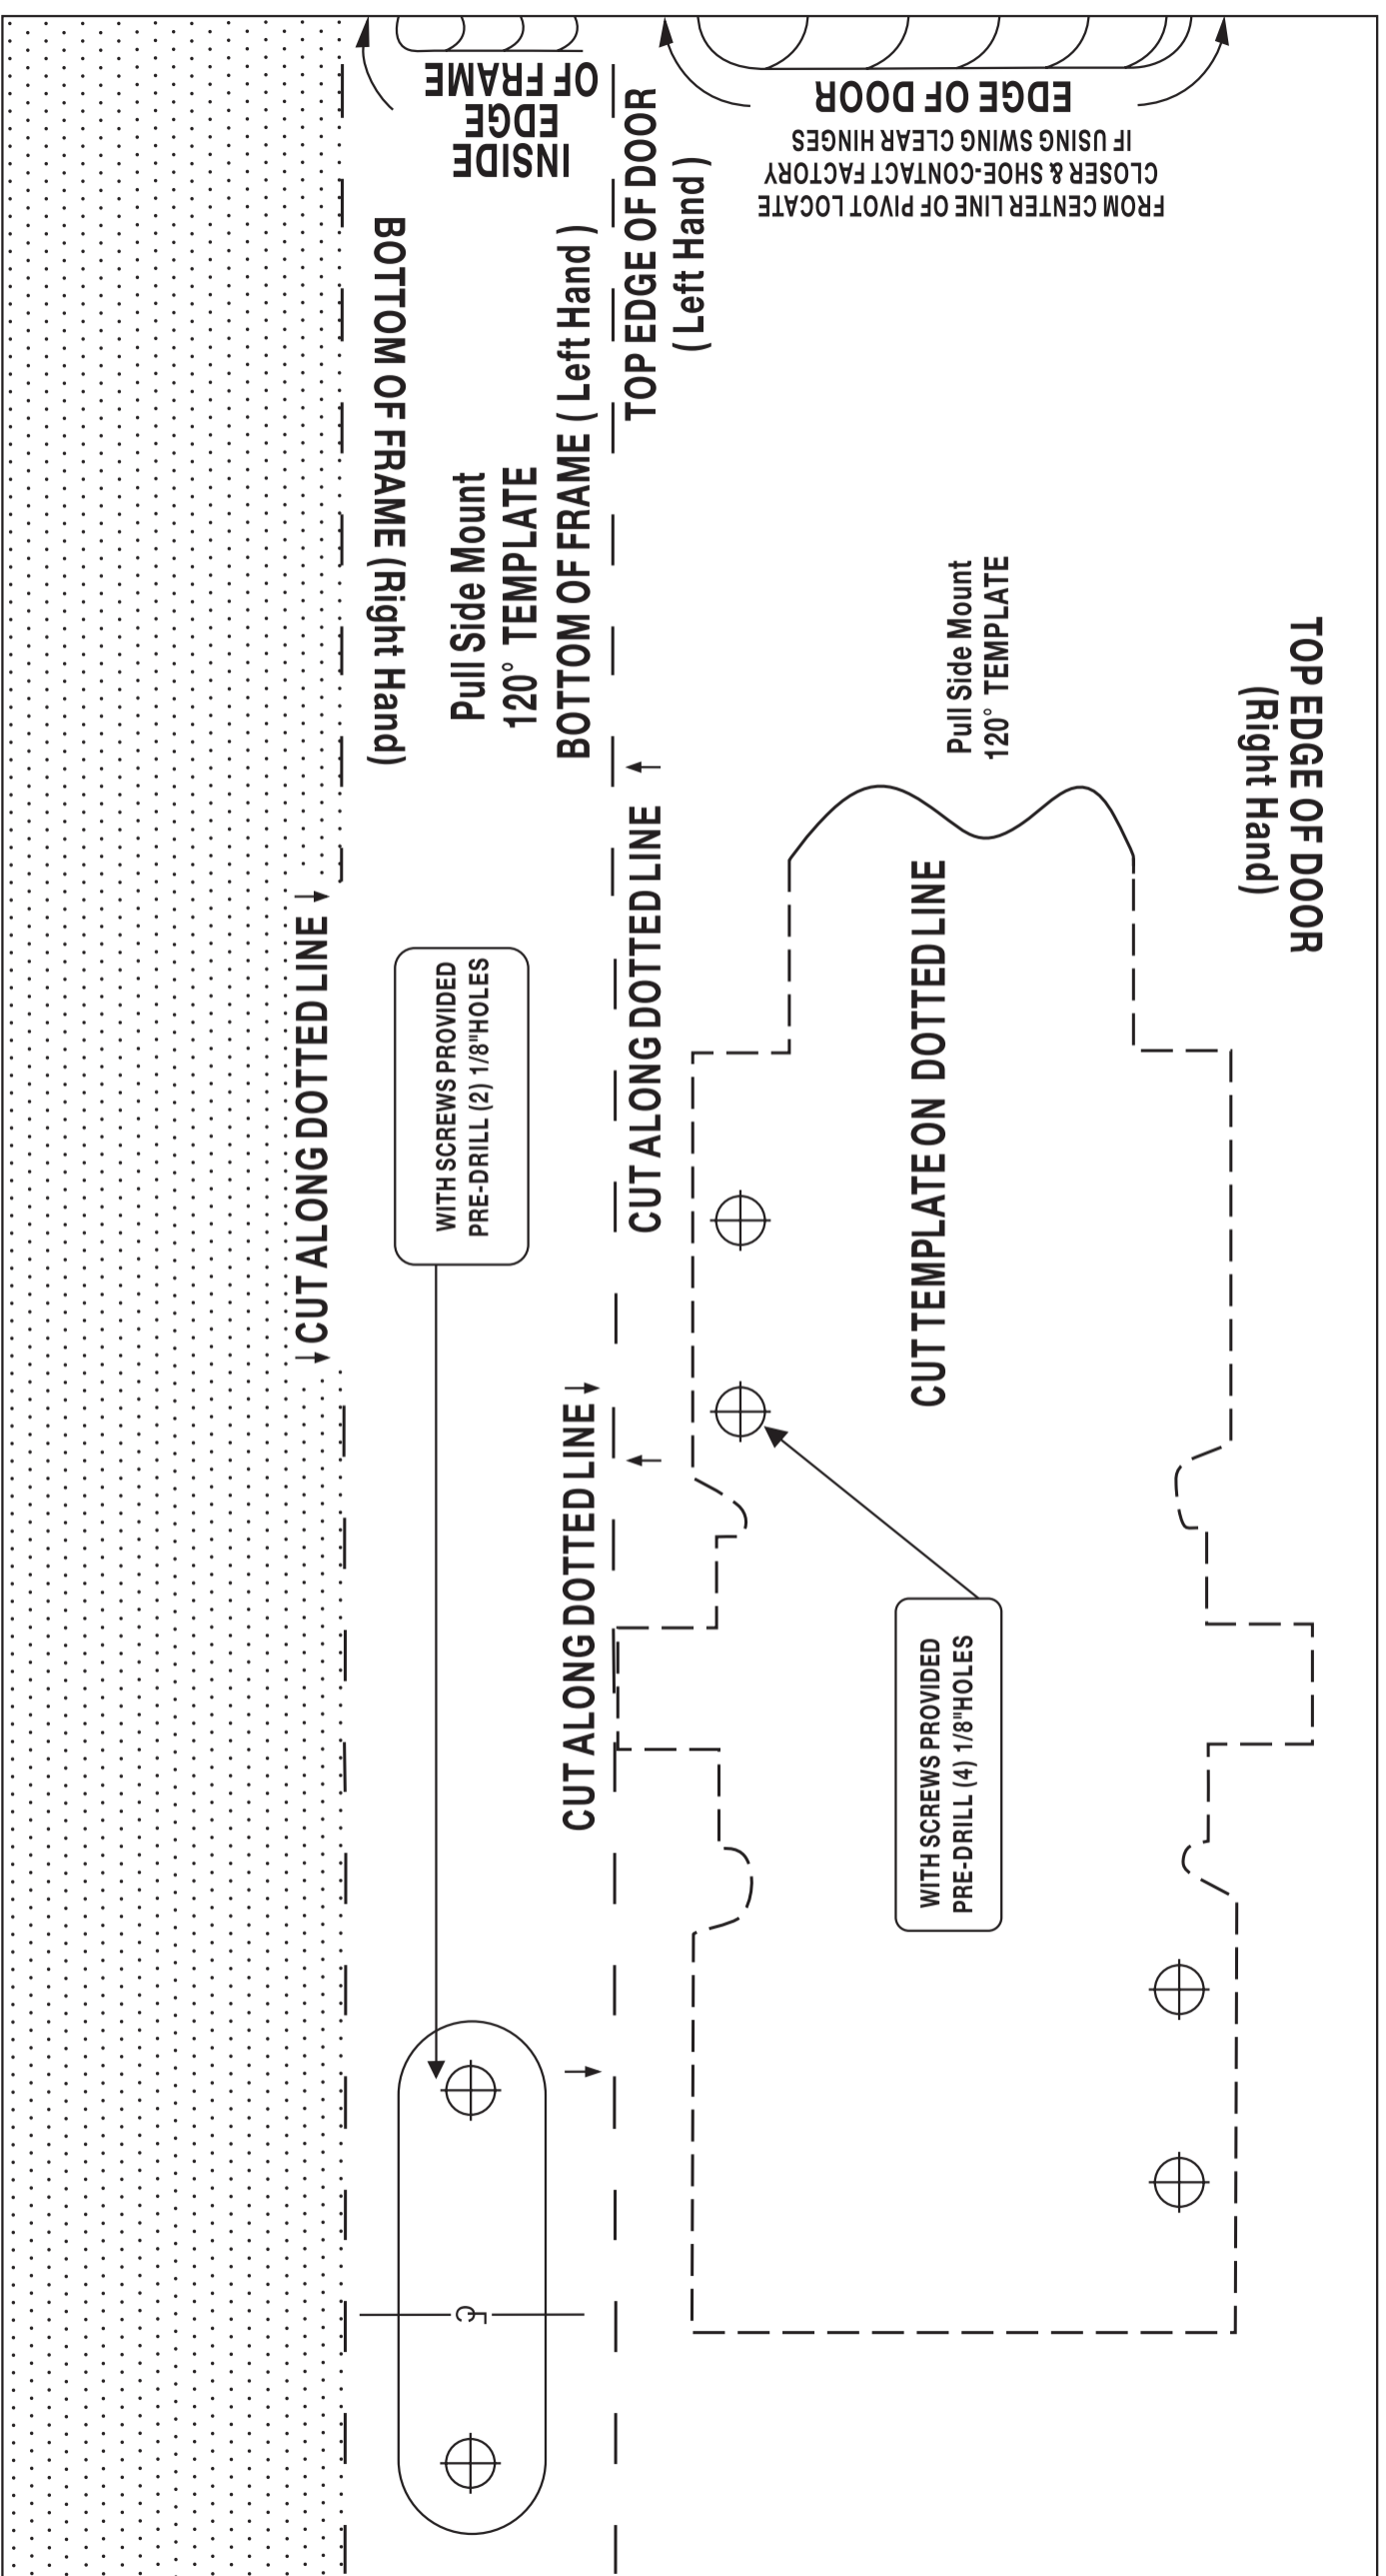 INSIDE
EDGE
OF FRAME
FROM CENTER LINE OF PIVOT LOCATE
CLOSER & SHOE-CONTACT FACTORY
IF USING SWING CLEAR HINGES
EDGE OF DOOR
BOTTOM OF FRAME (Right Hand)
Pull Side Mount
120° TEMPLATE
BOTTOM OF FRAME ( Left Hand )
TOP EDGE OF DOOR
( Left Hand )
Pull Side Mount
120° TEMPLATE
TOP EDGE OF DOOR
(Right Hand)
CUT ALONG DOTTED LINE
WITH SCREWS PROVIDED
PRE-DRILL (2) 1/8"HOLES
CUT ALONG DOTTED LINE
CUT TEMPLATE ON DOTTED LINE
CUT ALONG DOTTED LINE
WITH SCREWS PROVIDED
PRE-DRILL (4) 1/8"HOLES
CL